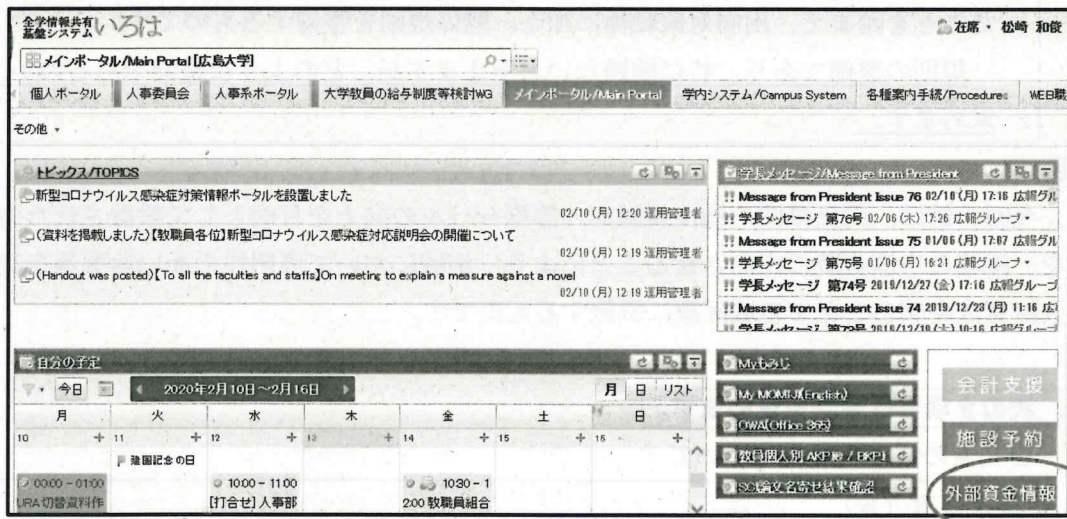 全学情報共有
基盤システム いろは
在席・ 松崎 和俊
メインポータル/Main Portal [広島大学]
個人ポータル 人事委員会 人事系ポータル 大学教員の給与制度等検討WG メインポータル/Main Portal 学内システム/Campus System 各種案内手続/Procedures WEB職
その他
トピックス/TOPICS
新型コロナウイルス感染症対策情報ポータルを設置しました
02/10 (月) 12:20 運用管理者
(資料を掲載しました)【教職員各位】新型コロナウイルス感染症対応説明会の開催について
02/10 (月) 12:19 運用管理者
(Handout was posted)【To all the faculties and staffs】On meeting to explain a measure against a novel
02/10 (月) 12:19 運用管理者
学長メッセージ/Message from President
Message from President Issue 76 02/10 (月) 17:16 広報グル
学長メッセージ 第76号 02/06 (木) 17:26 広報グループ
Message from President Issue 75 01/06 (月) 17:07 広報グル
学長メッセージ 第75号 01/06 (月) 16:21 広報グループ
学長メッセージ 第74号 2019/12/27 (金) 17:16 広報グループ
Message from President Issue 74 2019/12/23 (月) 11:16 広
自分の予定
今日 2020年2月10日~2月16日 月 日 リスト
月 火 水 木 金 土 日
10 11 12 13 14 15 16
建国記念の日
00:00 - 01:00 10:00 - 11:00 10:30 - 1
URA切替資料作 [打合せ] 人事部 2:00 教職員組合
Myもみじ
My MOMIJI(English)
OWA(Office 365)
教員個人別 AKPIe / BKPI
SCI論文名寄せ結果確認
会計支援
施設予約
外部資金情報